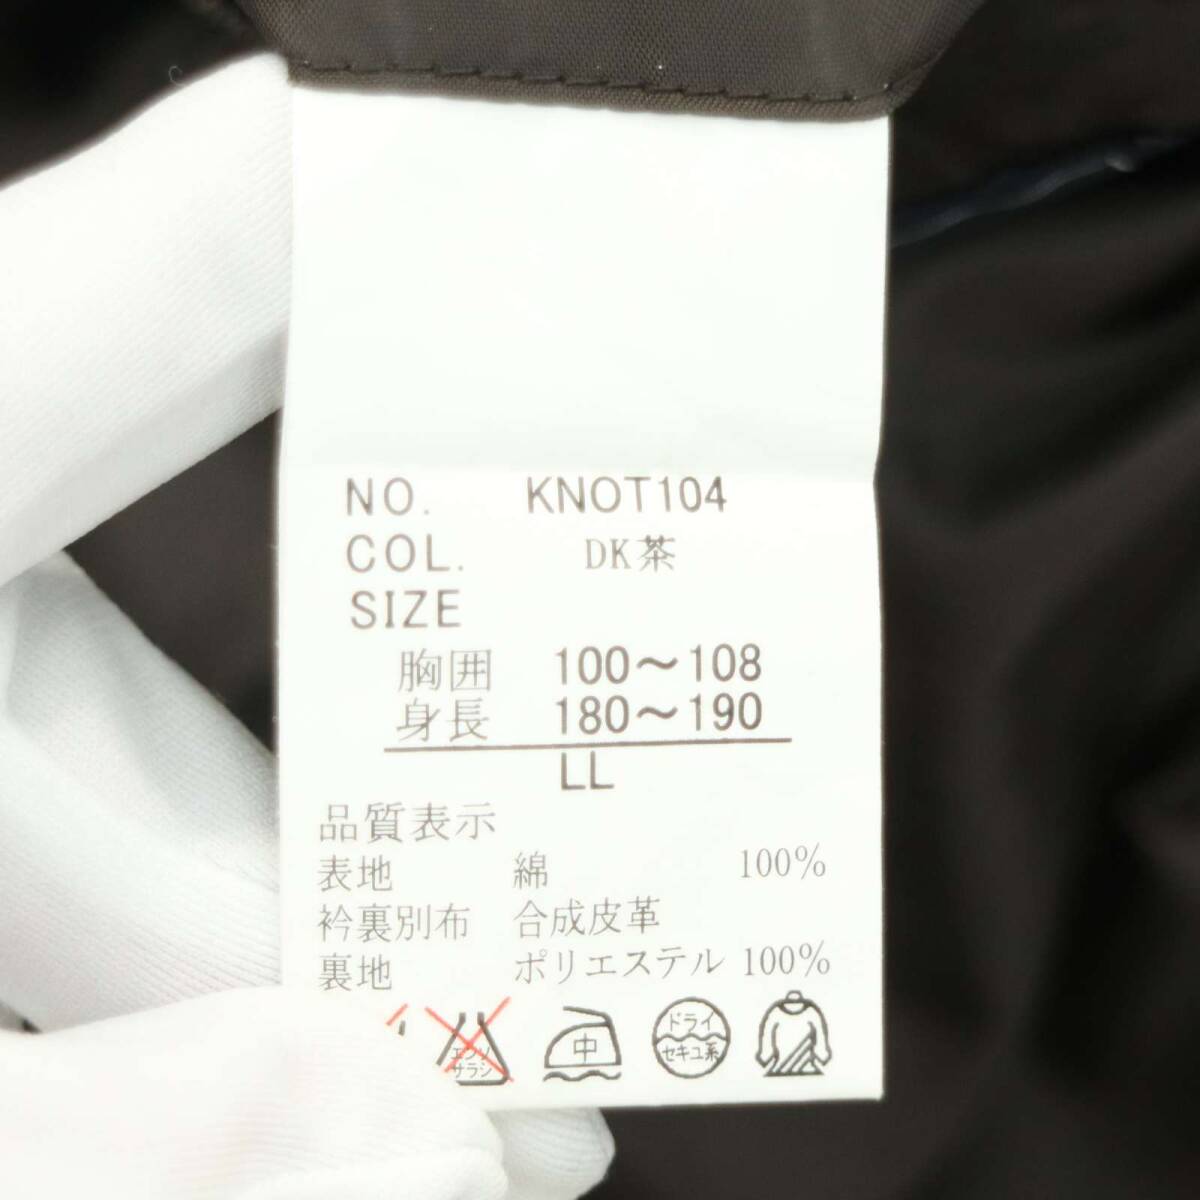 NO. KNOT104
COL. DK茶
SIZE
胸囲 100～108
身長 180～190
LL
品質表示
表地 綿 100%
衿裏別布 合成皮革
裏地 ポリエステル 100%
エンソ サラシ
中
ドライ
セキユ系